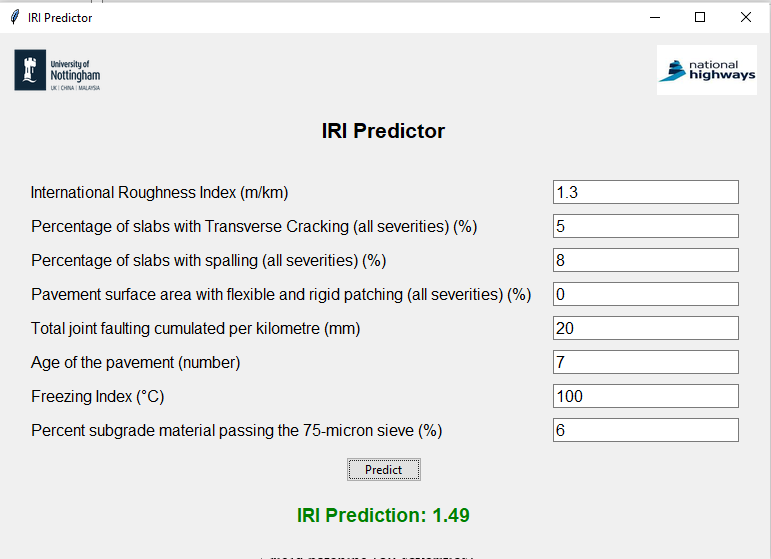 IRI Predictor
University of
Nottingham
UK | CHINA | MALAYSIA
national
highways
IRI Predictor
International Roughness Index (m/km) 1.3
Percentage of slabs with Transverse Cracking (all severities) (%) 5
Percentage of slabs with spalling (all severities) (%) 8
Pavement surface area with flexible and rigid patching (all severities) (%) 0
Total joint faulting cumulated per kilometre (mm) 20
Age of the pavement (number) 7
Freezing Index (°C) 100
Percent subgrade material passing the 75-micron sieve (%) 6
Predict
IRI Prediction: 1.49